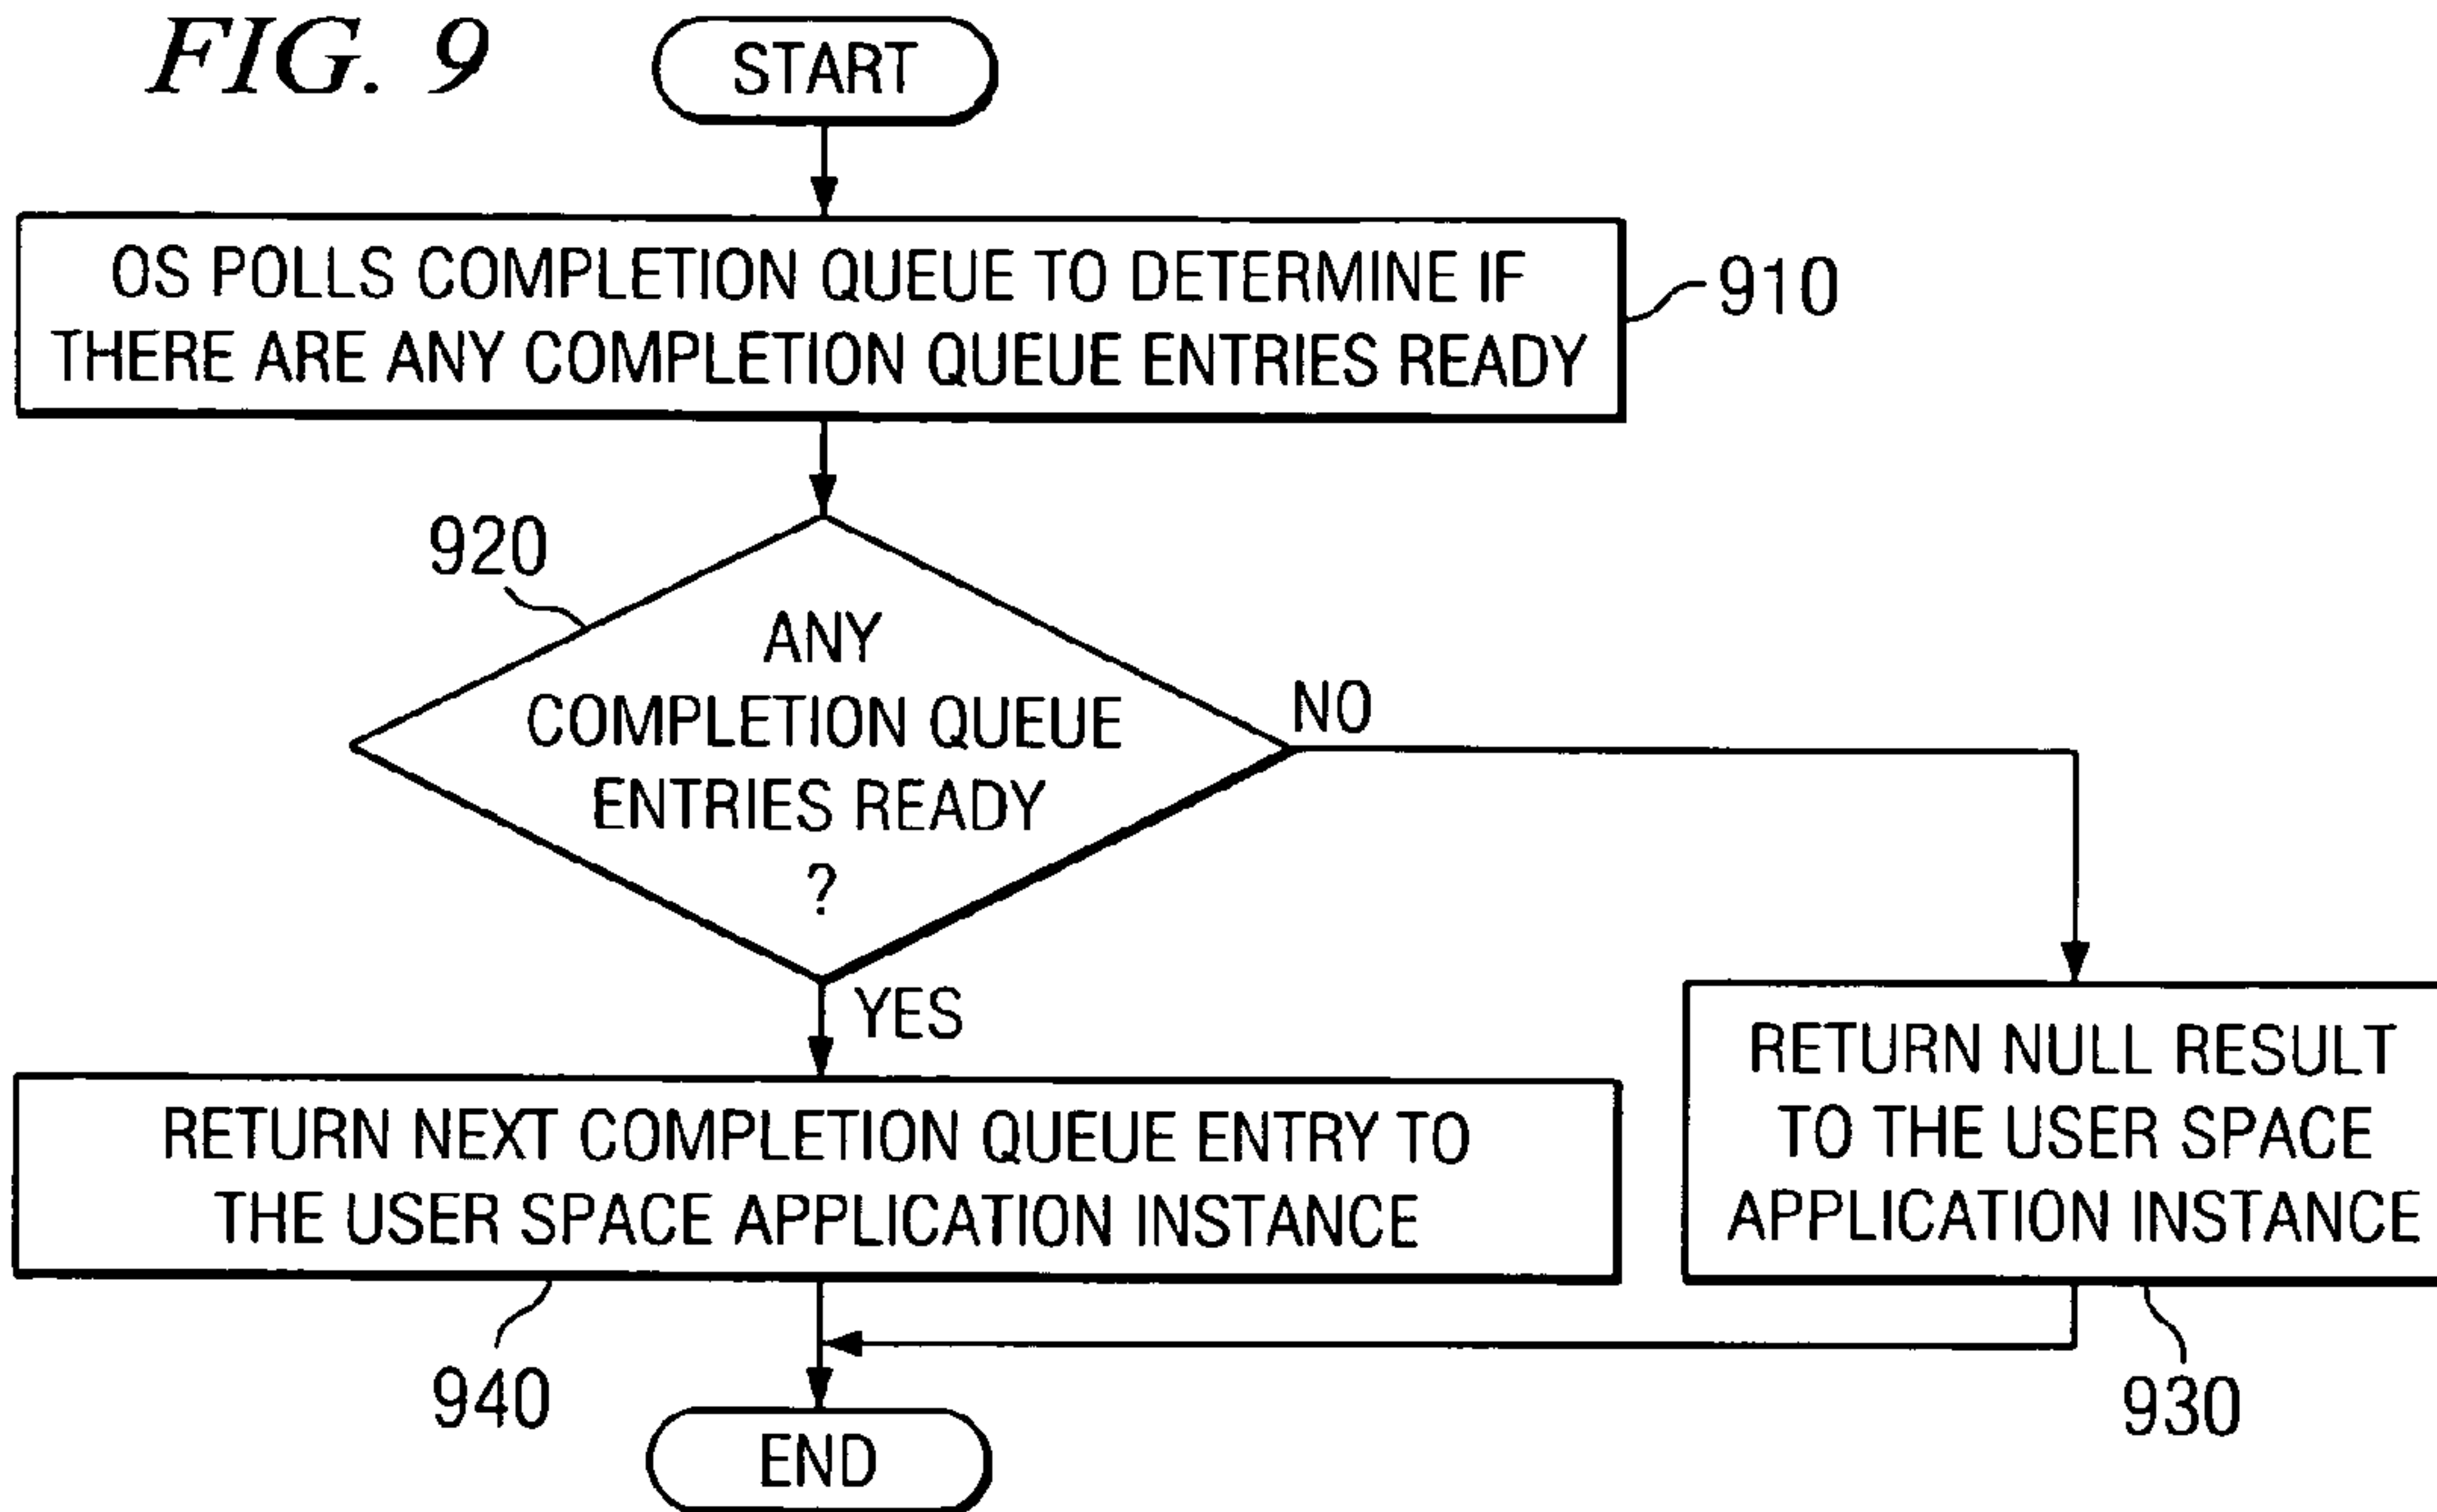 FIG. 9
START
OS POLLS COMPLETION QUEUE TO DETERMINE IF
THERE ARE ANY COMPLETION QUEUE ENTRIES READY
910
920
ANY
COMPLETION QUEUE
ENTRIES READY
?
NO
YES
RETURN NEXT COMPLETION QUEUE ENTRY TO
THE USER SPACE APPLICATION INSTANCE
940
RETURN NULL RESULT
TO THE USER SPACE
APPLICATION INSTANCE
930
END